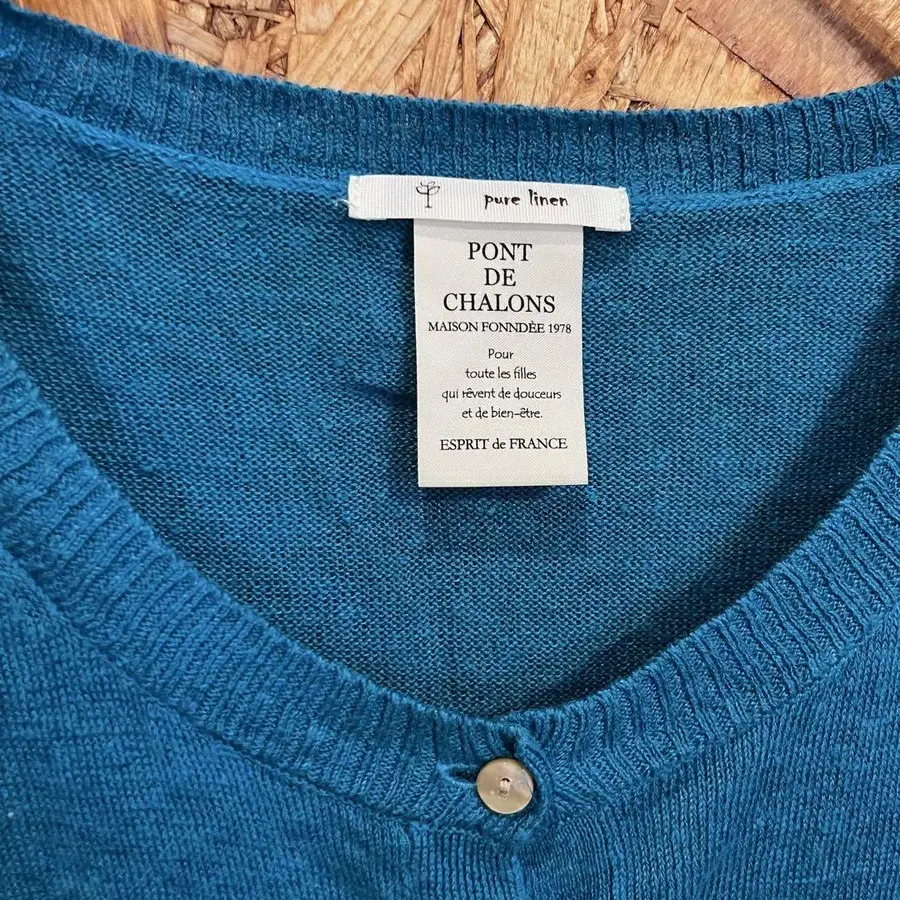 pure linen
PONT
DE
CHALONS
MAISON FONNDÈE 1978
Pour
toute les filles
qui rêvent de douceurs
et de bien-être.
ESPRIT de FRANCE